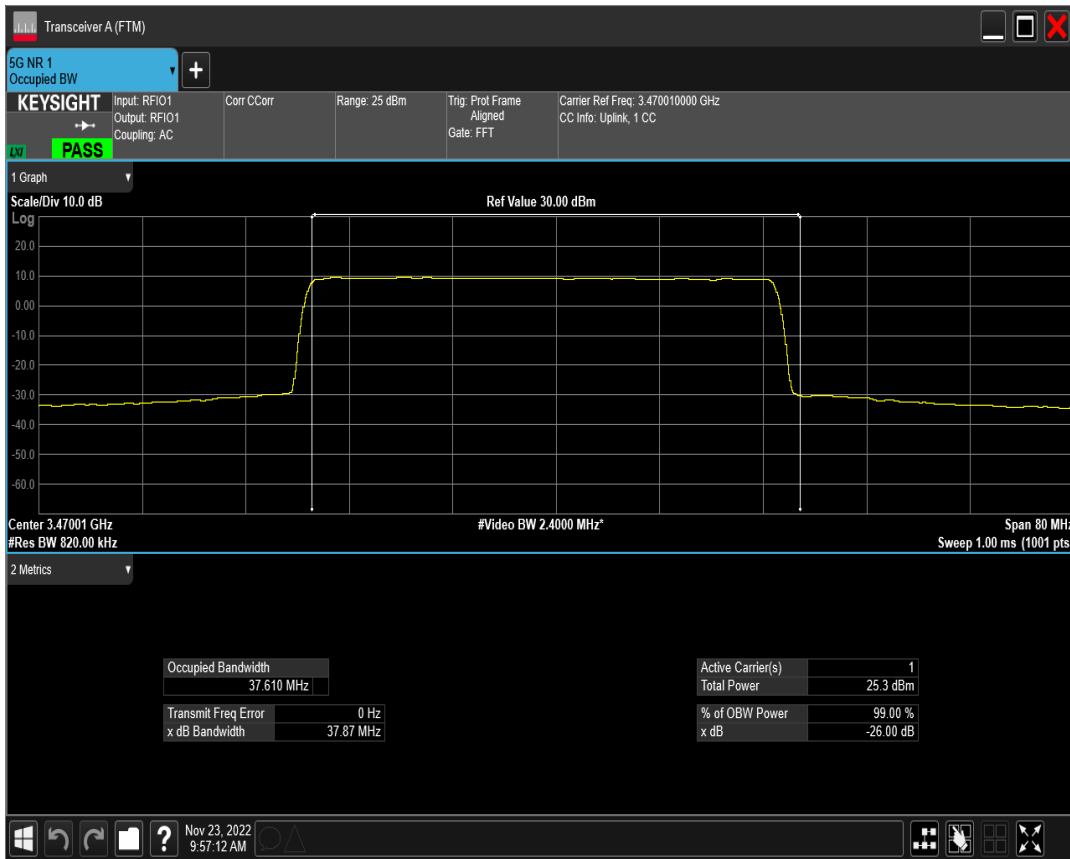 Transceiver A (FTM)
5G NR 1
Occupied BW
+
KEYSIGHT
LXI
PASS
Input: RFIO1
Output: RFIO1
Coupling: AC
Corr CCorr
Range: 25 dBm
Trig: Prot Frame
Aligned
Gate: FFT
Carrier Ref Freq: 3.470010000 GHz
CC Info: Uplink, 1 CC
1 Graph
Scale/Div 10.0 dB
Ref Value 30.00 dBm
Log
20.0
10.0
0.00
-10.0
-20.0
-30.0
-40.0
-50.0
-60.0
Center 3.47001 GHz
#Video BW 2.4000 MHz*
Span 80 MHz
#Res BW 820.00 kHz
Sweep 1.00 ms (1001 pts
2 Metrics
Occupied Bandwidth
37.610 MHz
Transmit Freq Error 0 Hz
x dB Bandwidth 37.87 MHz
Active Carrier(s) 1
Total Power 25.3 dBm
% of OBW Power 99.00 %
x dB -26.00 dB
?
Nov 23, 2022
9:57:12 AM